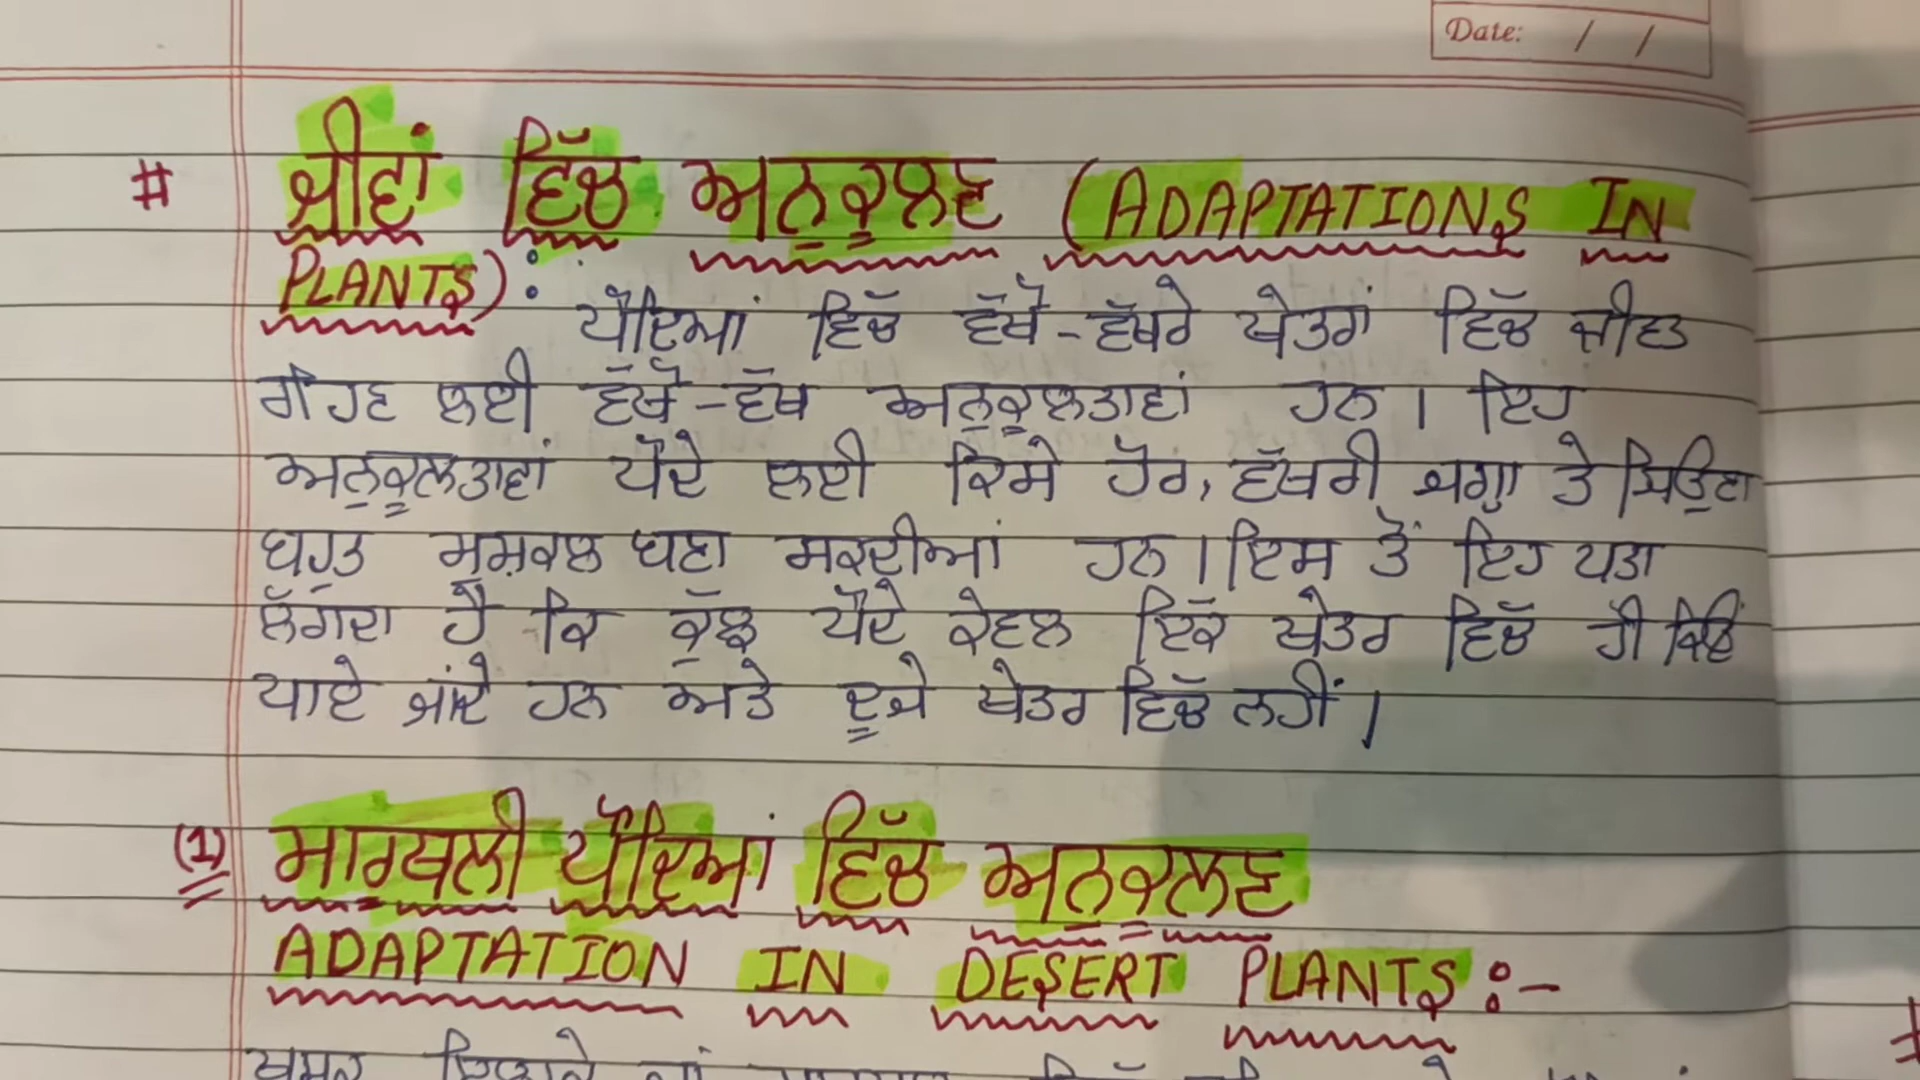 Date: / /
# ਜੀਵਾਂ ਵਿੱਚ ਅਨੁਕੂਲਣ (ADAPTATIONS IN
PLANTS):
ਪੌਦਿਆਂ ਵਿੱਚ ਵੱਖੋ-ਵੱਖਰੇ ਖੇਤਰਾਂ ਵਿੱਚ ਜੀਵਤ
ਰਹਿਣ ਲਈ ਵੱਖੋ-ਵੱਖ ਅਨੁਕੂਲਤਾਵਾਂ ਹਨ। ਇਹ
ਅਨੁਕੂਲਤਾਵਾਂ ਪੌਦੇ ਲਈ ਕਿਸੇ ਹੋਰ, ਵੱਖਰੀ ਜਗ੍ਹਾ ਤੇ ਜਿਊਣਾ
ਬਹੁਤ ਮੁਸ਼ਕਲ ਬਣਾ ਸਕਦੀਆਂ ਹਨ। ਇਸ ਤੋਂ ਇਹ ਪਤਾ
ਲੱਗਦਾ ਹੈ ਕਿ ਕੁੱਝ ਪੌਦੇ ਕੇਵਲ ਇੱਕ ਖੇਤਰ ਵਿੱਚ ਹੀ ਕਿਉਂ
ਪਾਏ ਜਾਂਦੇ ਹਨ ਅਤੇ ਦੂਜੇ ਖੇਤਰ ਵਿੱਚ ਨਹੀਂ।
(1) ਮਾਰੂਥਲੀ ਪੌਦਿਆਂ ਵਿੱਚ ਅਨੁਕੂਲਣ
ADAPTATION IN DESERT PLANTS:-